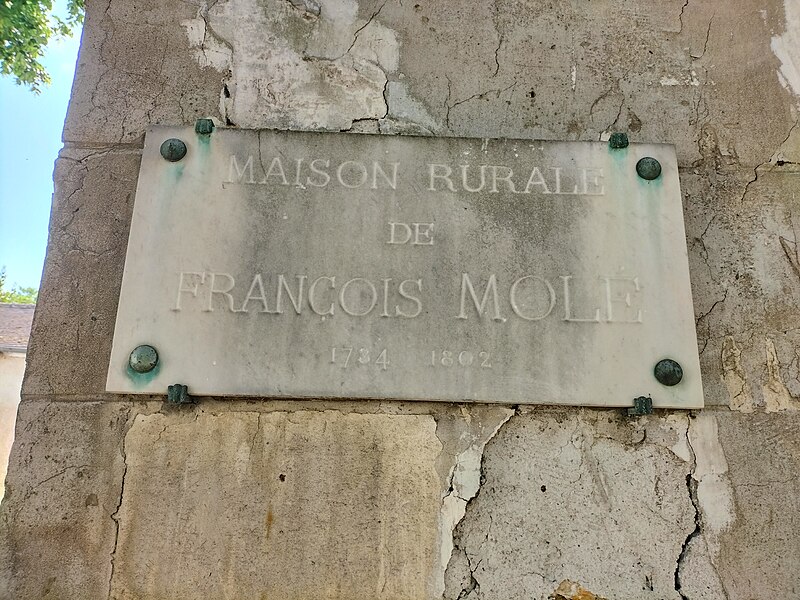 MAISON RURALE
DE
FRANÇOIS MOLÉ
1734 1802